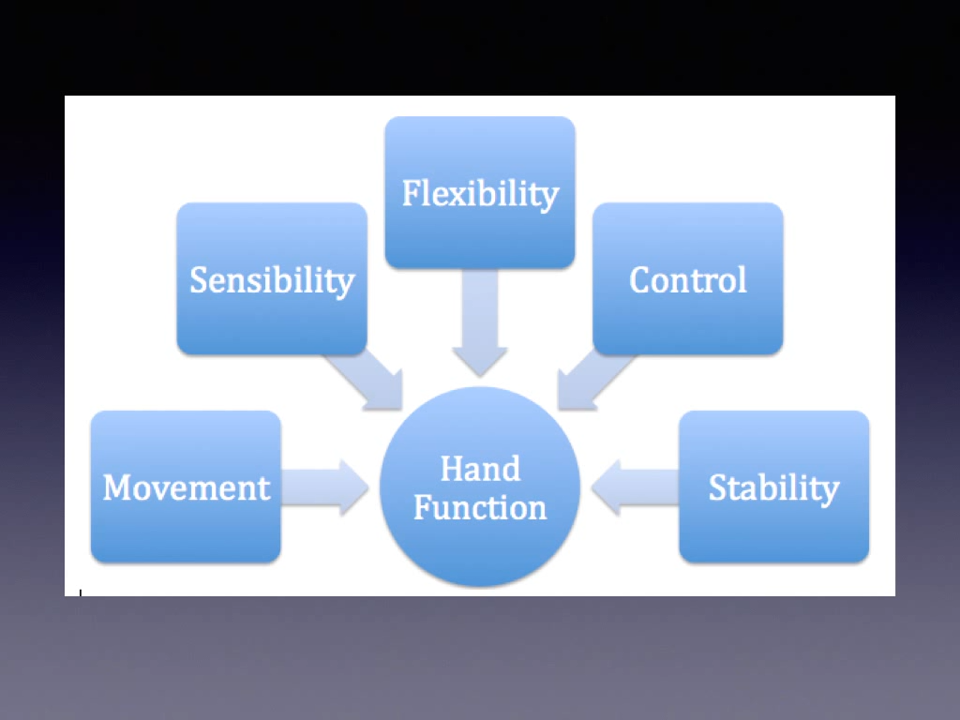 Flexibility
Sensibility
Control
Movement
Hand
Function
Stability